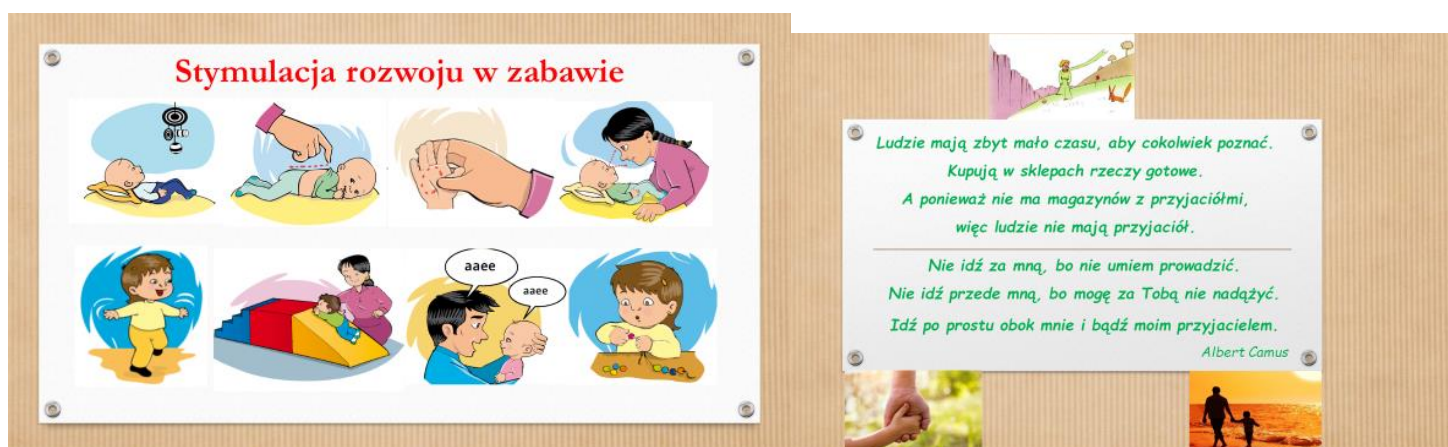 Stymulacja rozwoju w zabawie
aaee
aaee
Ludzie mają zbyt mało czasu, aby cokolwiek poznać.
Kupują w sklepach rzeczy gotowe.
A ponieważ nie ma magazynów z przyjaciółmi,
więc ludzie nie mają przyjaciół.
Nie idź za mną, bo nie umiem prowadzić.
Nie idź przede mną, bo mogę za Tobą nie nadążyć.
Idź po prostu obok mnie i bądź moim przyjacielem.
Albert Camus